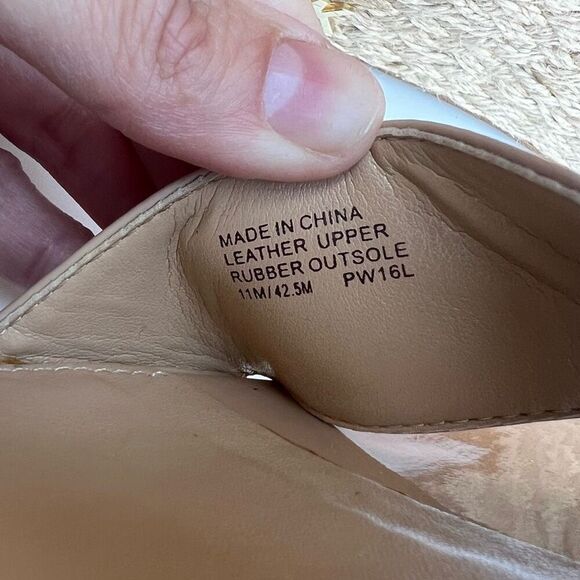 MADE IN CHINA
LEATHER UPPER
RUBBER OUTSOLE
11M/42.5M PW16L